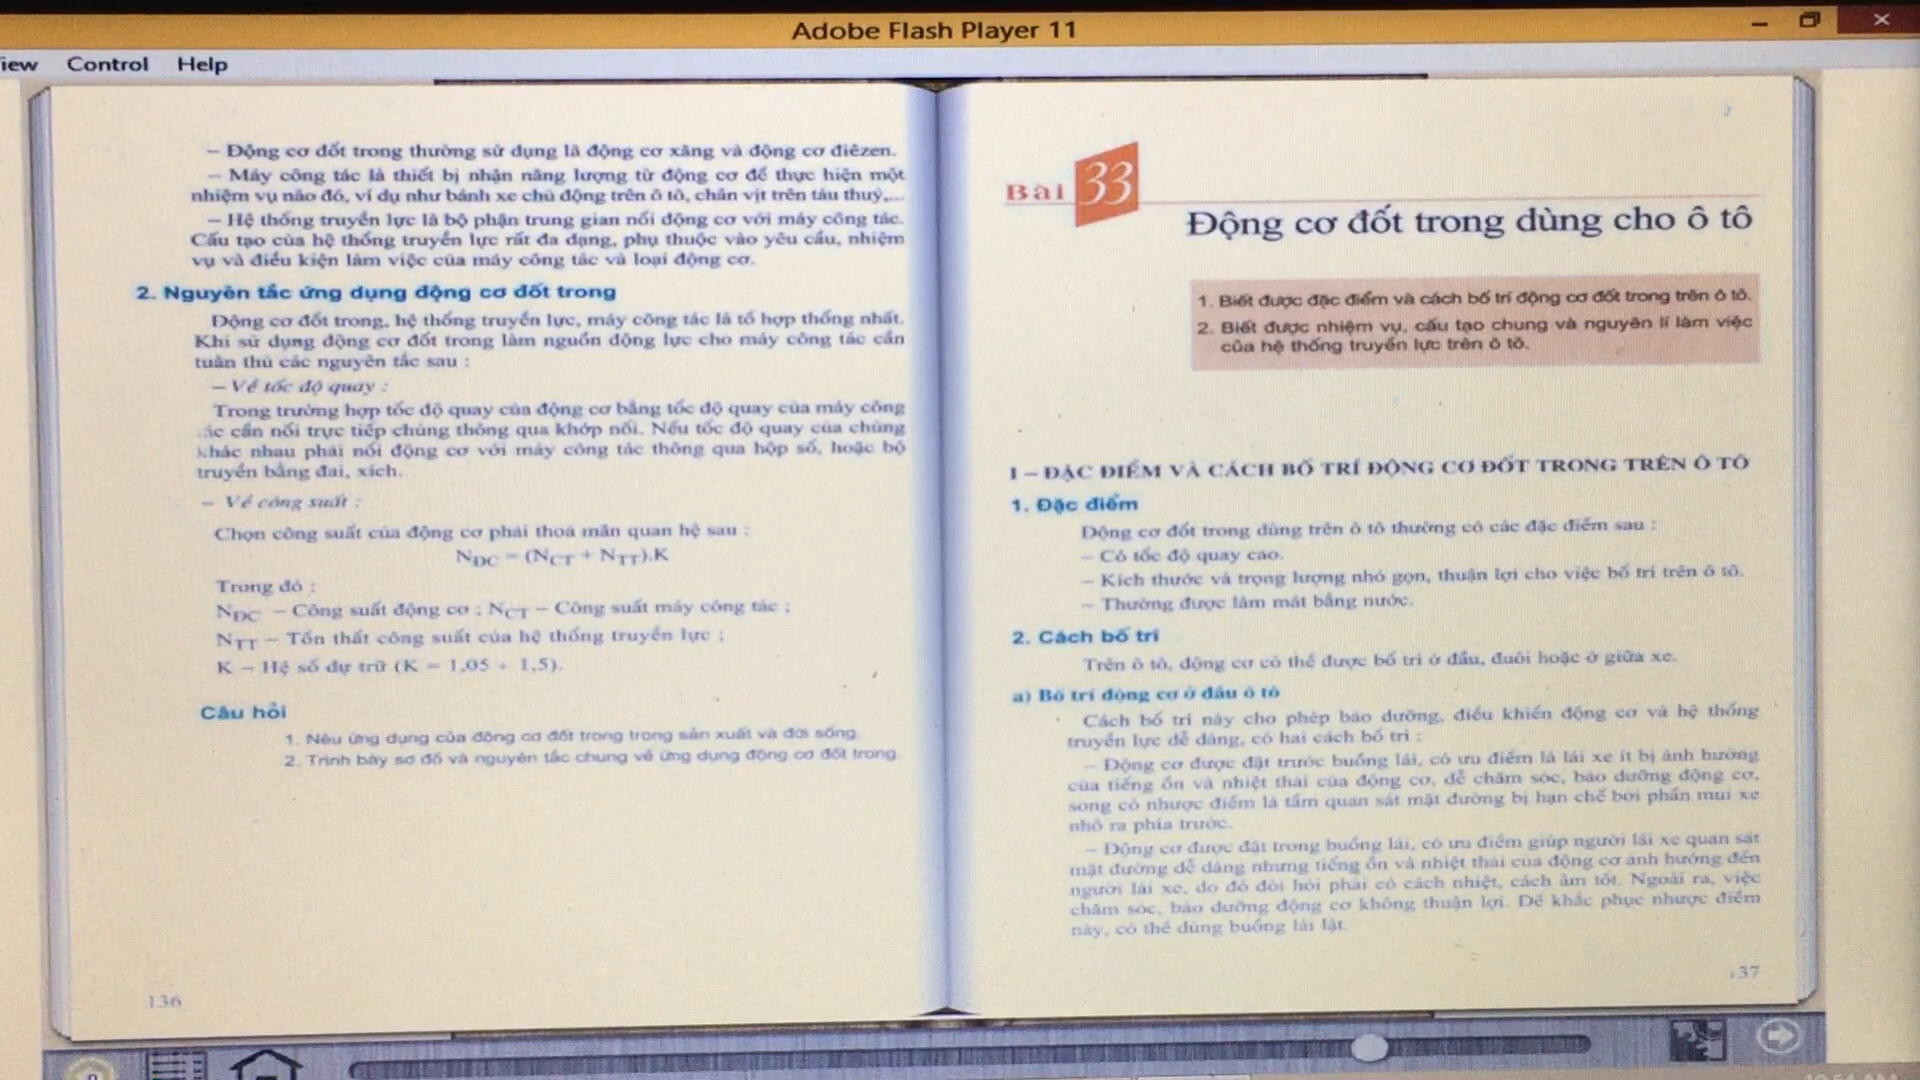 Adobe Flash Player 11
iew Control Help
– Động cơ đốt trong thường sử dụng là động cơ xăng và động cơ điêzen.
– Máy công tác là thiết bị nhận năng lượng từ động cơ để thực hiện một
nhiệm vụ nào đó, ví dụ như bánh xe chủ động trên ô tô, chân vịt trên tàu thuỷ,...
– Hệ thống truyền lực là bộ phận trung gian nối động cơ với máy công tác.
Cấu tạo của hệ thống truyền lực rất đa dạng, phụ thuộc vào yêu cầu, nhiệm
vụ và điều kiện làm việc của máy công tác và loại động cơ.
2. Nguyên tắc ứng dụng động cơ đốt trong
Động cơ đốt trong, hệ thống truyền lực, máy công tác là tổ hợp thống nhất.
Khi sử dụng động cơ đốt trong làm nguồn động lực cho máy công tác cần
tuân thủ các nguyên tắc sau :
– Về tốc độ quay :
Trong trường hợp tốc độ quay của động cơ bằng tốc độ quay của máy công
tác cần nối trực tiếp chúng thông qua khớp nối. Nếu tốc độ quay của chúng
khác nhau phải nối động cơ với máy công tác thông qua hộp số, hoặc bộ
truyền bằng đai, xích.
– Về công suất :
Chọn công suất của động cơ phải thoả mãn quan hệ sau :
NĐC = (NCT + NTT).K
Trong đó :
NĐC – Công suất động cơ ; NCT – Công suất máy công tác ;
NTT – Tổn thất công suất của hệ thống truyền lực ;
K – Hệ số dự trữ (K = 1,05 ÷ 1,5).
Câu hỏi
1. Nêu ứng dụng của động cơ đốt trong trong sản xuất và đời sống.
2. Trình bày sơ đồ và nguyên tắc chung về ứng dụng động cơ đốt trong.
136
Bài 33
Động cơ đốt trong dùng cho ô tô
1. Biết được đặc điểm và cách bố trí động cơ đốt trong trên ô tô.
2. Biết được nhiệm vụ, cấu tạo chung và nguyên lí làm việc
của hệ thống truyền lực trên ô tô.
I – ĐẶC ĐIỂM VÀ CÁCH BỐ TRÍ ĐỘNG CƠ ĐỐT TRONG TRÊN Ô TÔ
1. Đặc điểm
Động cơ đốt trong dùng trên ô tô thường có các đặc điểm sau :
– Có tốc độ quay cao.
– Kích thước và trọng lượng nhỏ gọn, thuận lợi cho việc bố trí trên ô tô.
– Thường được làm mát bằng nước.
2. Cách bố trí
Trên ô tô, động cơ có thể được bố trí ở đầu, đuôi hoặc ở giữa xe.
a) Bố trí động cơ ở đầu ô tô
Cách bố trí này cho phép bảo dưỡng, điều khiển động cơ và hệ thống
truyền lực dễ dàng, có hai cách bố trí :
– Động cơ được đặt trước buồng lái, có ưu điểm là lái xe ít bị ảnh hưởng
của tiếng ồn và nhiệt thải của động cơ, dễ chăm sóc, bảo dưỡng động cơ,
song có nhược điểm là tầm quan sát mặt đường bị hạn chế bởi phần mui xe
nhô ra phía trước.
– Động cơ được đặt trong buồng lái, có ưu điểm giúp người lái xe quan sát
mặt đường dễ dàng nhưng tiếng ồn và nhiệt thải của động cơ ảnh hưởng đến
người lái xe, do đó đòi hỏi phải có cách nhiệt, cách âm tốt. Ngoài ra, việc
chăm sóc, bảo dưỡng động cơ không thuận lợi. Để khắc phục nhược điểm
này, có thể dùng buồng lái lật.
137